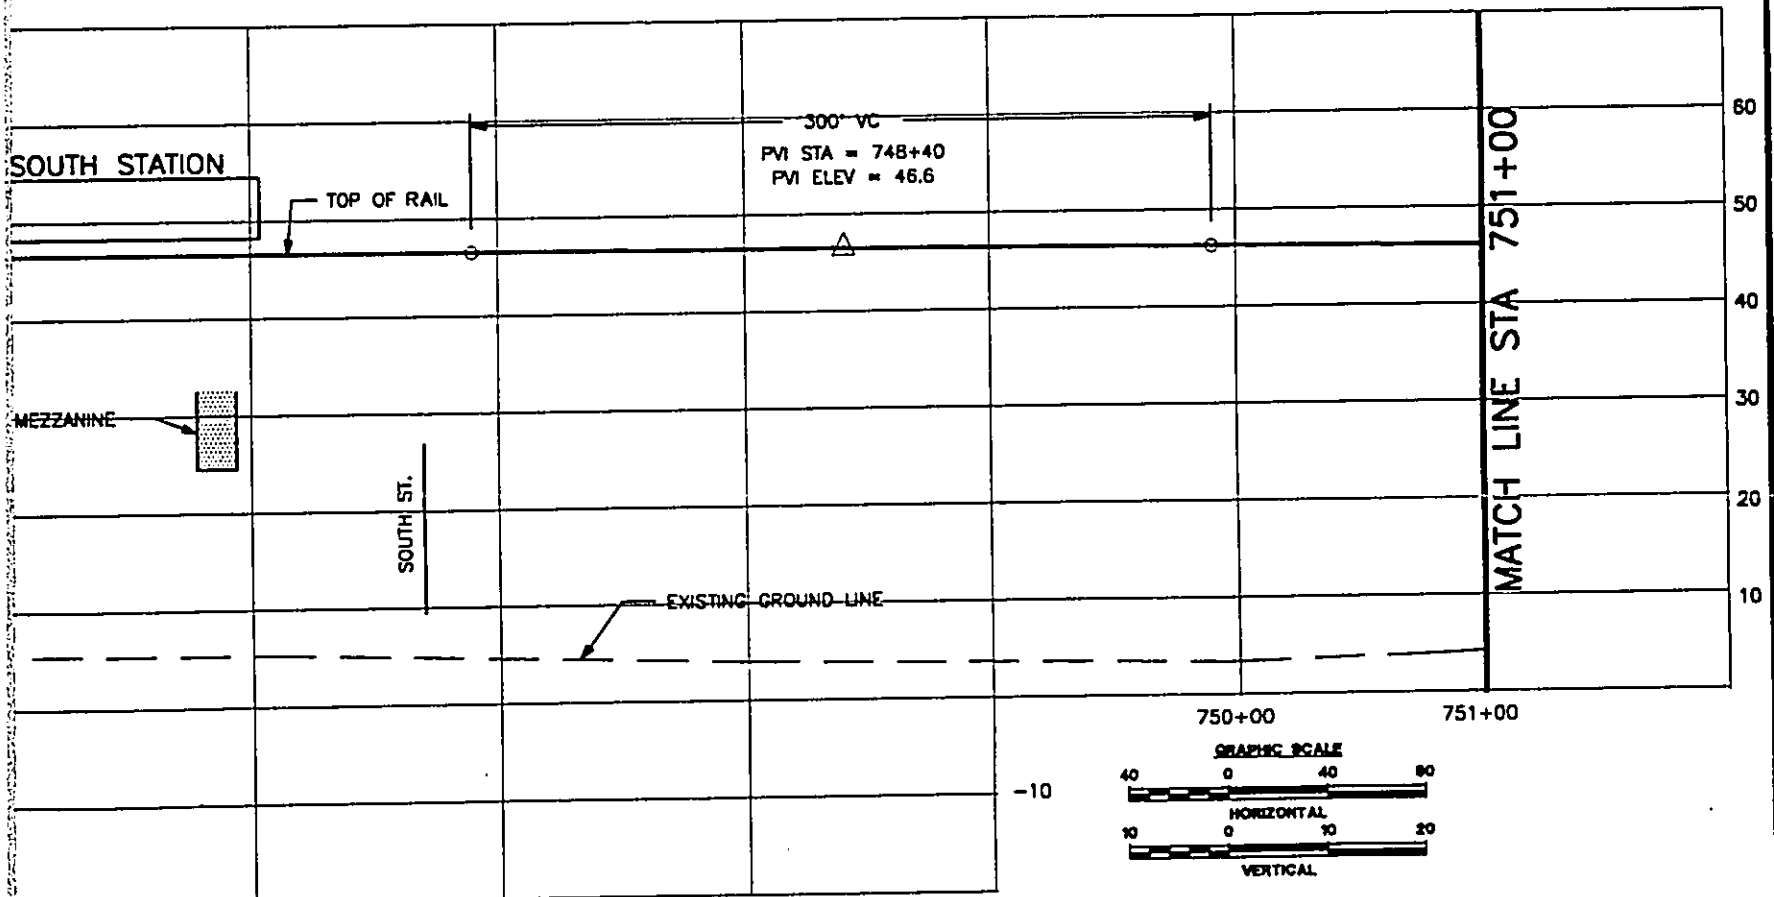 300' VC
PVI STA = 748+40
PVI ELEV = 46.6
SOUTH STATION
TOP OF RAIL
MEZZANINE
SOUTH ST.
EXISTING GROUND LINE
MATCH LINE STA 751+00
60
50
40
30
20
10
-10
750+00
751+00
GRAPHIC SCALE
40 0 40 80
HORIZONTAL
10 0 10 20
VERTICAL